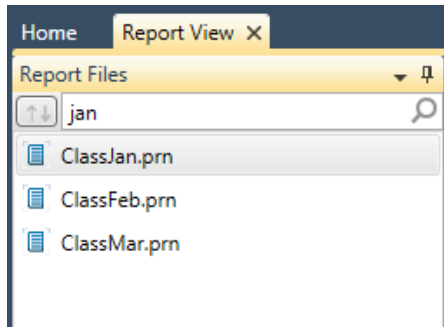 Home Report View
Report Files
jan
ClassJan.prn
ClassFeb.prn
ClassMar.prn